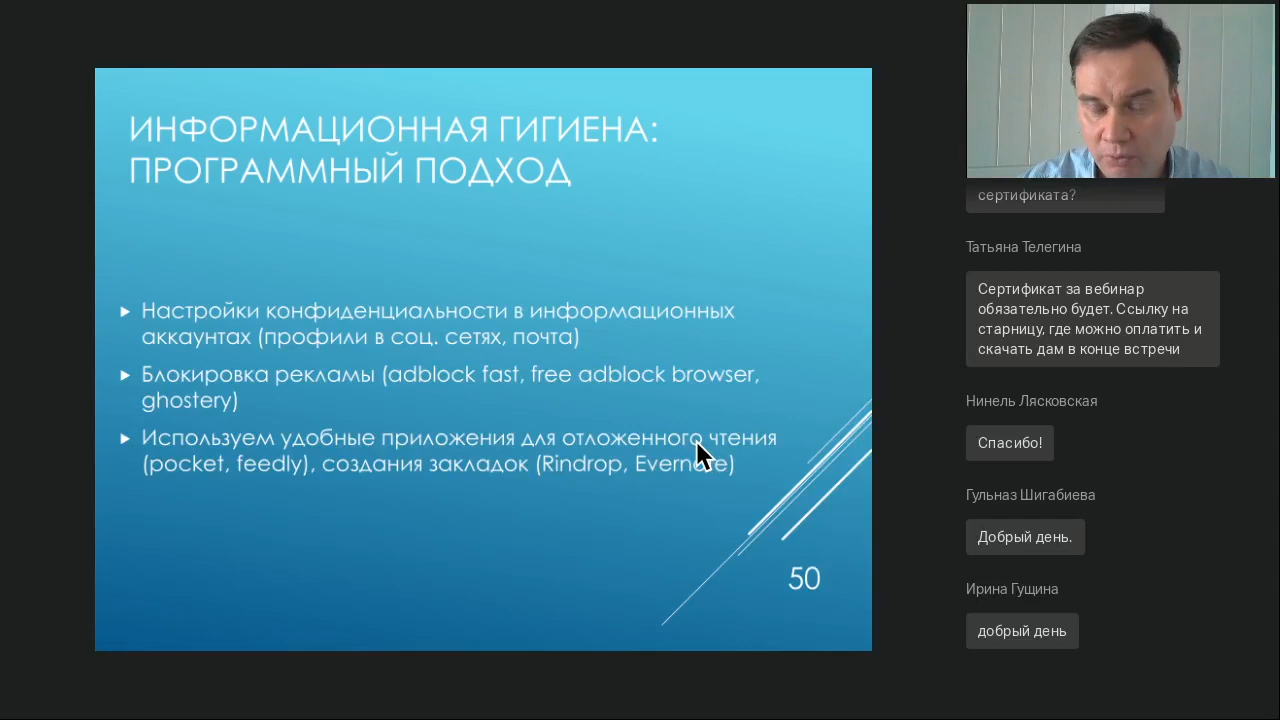 ИНФОРМАЦИОННАЯ ГИГИЕНА:
ПРОГРАММНЫЙ ПОДХОД
Настройки конфиденциальности в информационных
аккаунтах (профили в соц. сетях, почта)
Блокировка рекламы (adblock fast, free adblock browser,
ghostery)
Используем удобные приложения для отложенного чтения
(pocket, feedly), создания закладок (Rindrop, Evernote)
50
сертификата?
Татьяна Телегина
Сертификат за вебинар
обязательно будет. Ссылку на
старницу, где можно оплатить и
скачать дам в конце встречи
Нинель Лясковская
Спасибо!
Гульназ Шигабиева
Добрый день.
Ирина Гущина
добрый день